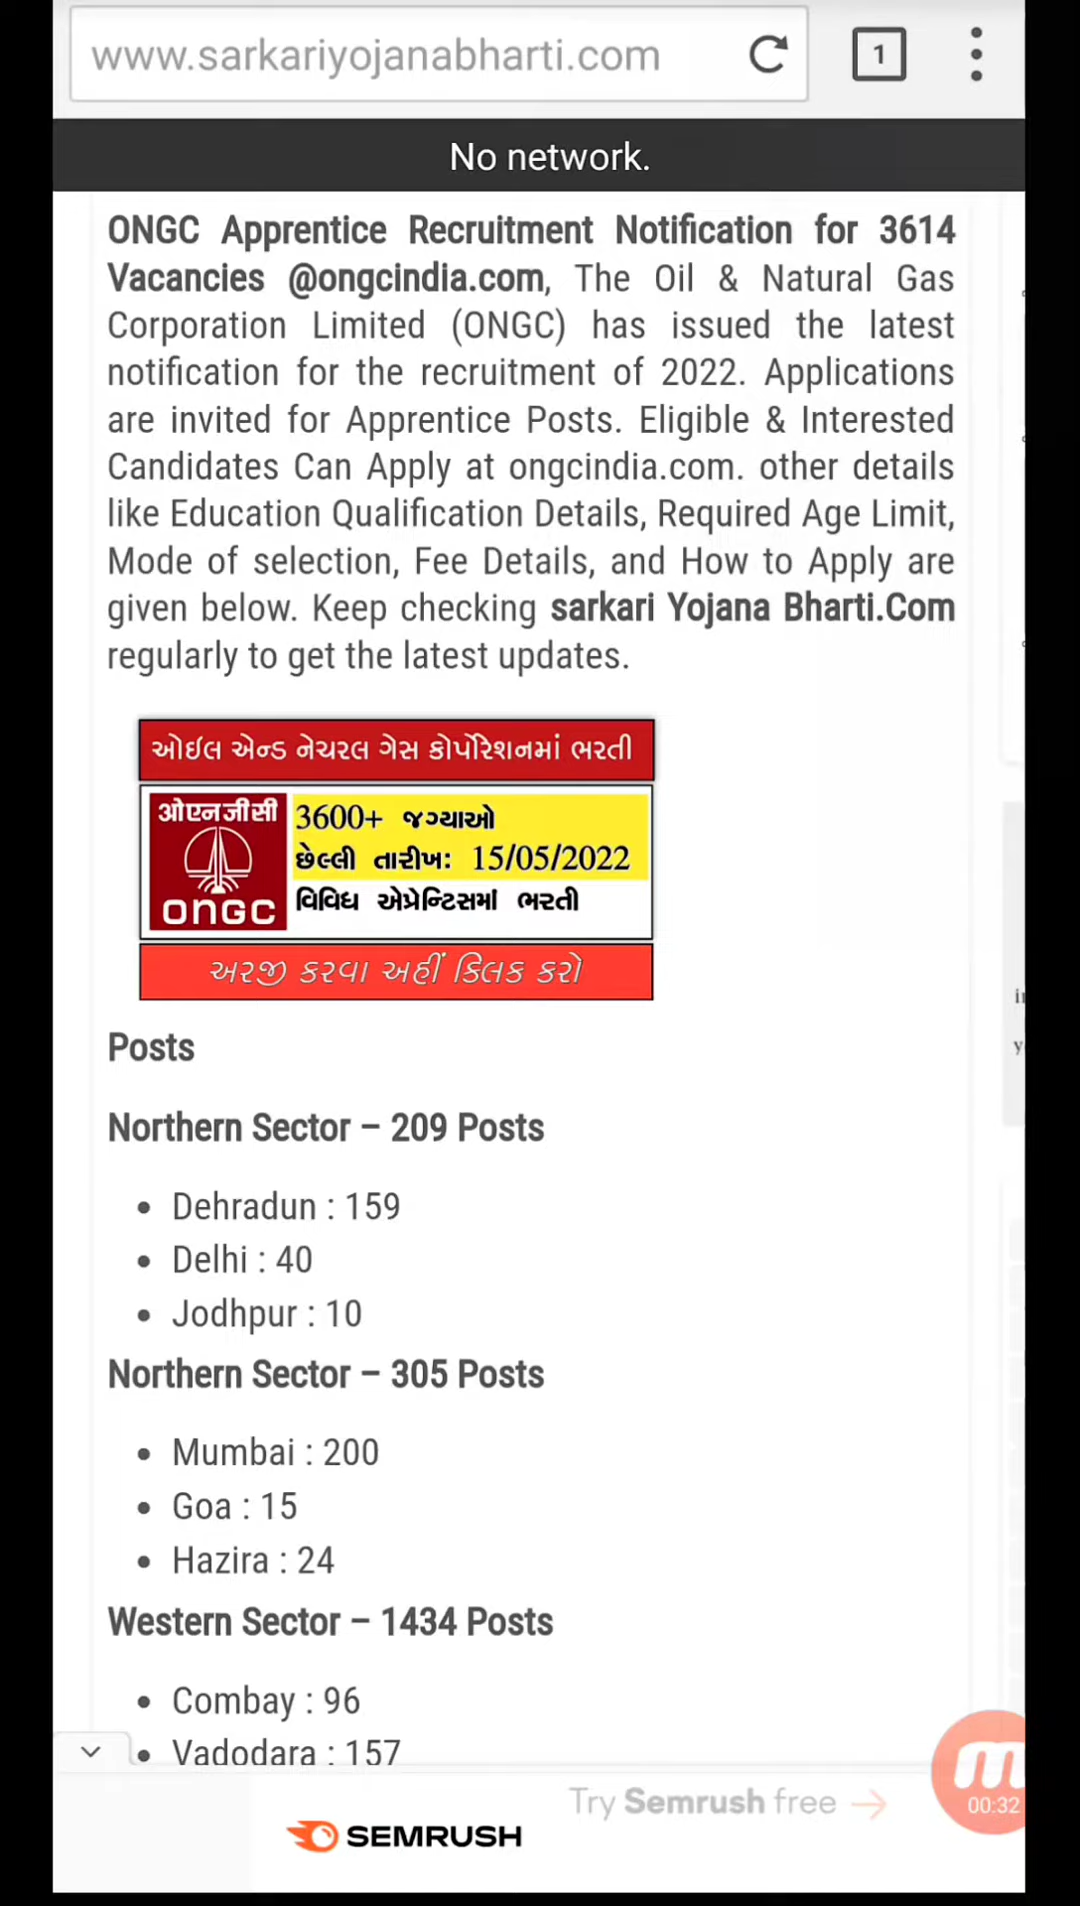 www.sarkariyojanabharti.com
1
No network.
ONGC Apprentice Recruitment Notification for 3614
Vacancies @ongcindia.com, The Oil & Natural Gas
Corporation Limited (ONGC) has issued the latest
notification for the recruitment of 2022. Applications
are invited for Apprentice Posts. Eligible & Interested
Candidates Can Apply at ongcindia.com. other details
like Education Qualification Details, Required Age Limit,
Mode of selection, Fee Details, and How to Apply are
given below. Keep checking sarkari Yojana Bharti.Com
regularly to get the latest updates.
ઓઈલ એન્ડ નેચરલ ગેસ કોર્પોરેશનમાં ભરતી
ओएनजीसी
ONGC
3600+ જગ્યાઓ
છેલ્લી તારીખ: 15/05/2022
વિવિધ એપ્રેન્ટિસમાં ભરતી
અરજી કરવા અહીં ક્લિક કરો
Posts
Northern Sector – 209 Posts
Dehradun : 159
Delhi : 40
Jodhpur : 10
Northern Sector – 305 Posts
Mumbai : 200
Goa : 15
Hazira : 24
Western Sector – 1434 Posts
Combay : 96
Vadodara : 157
Try Semrush free
SEMRUSH
00:32